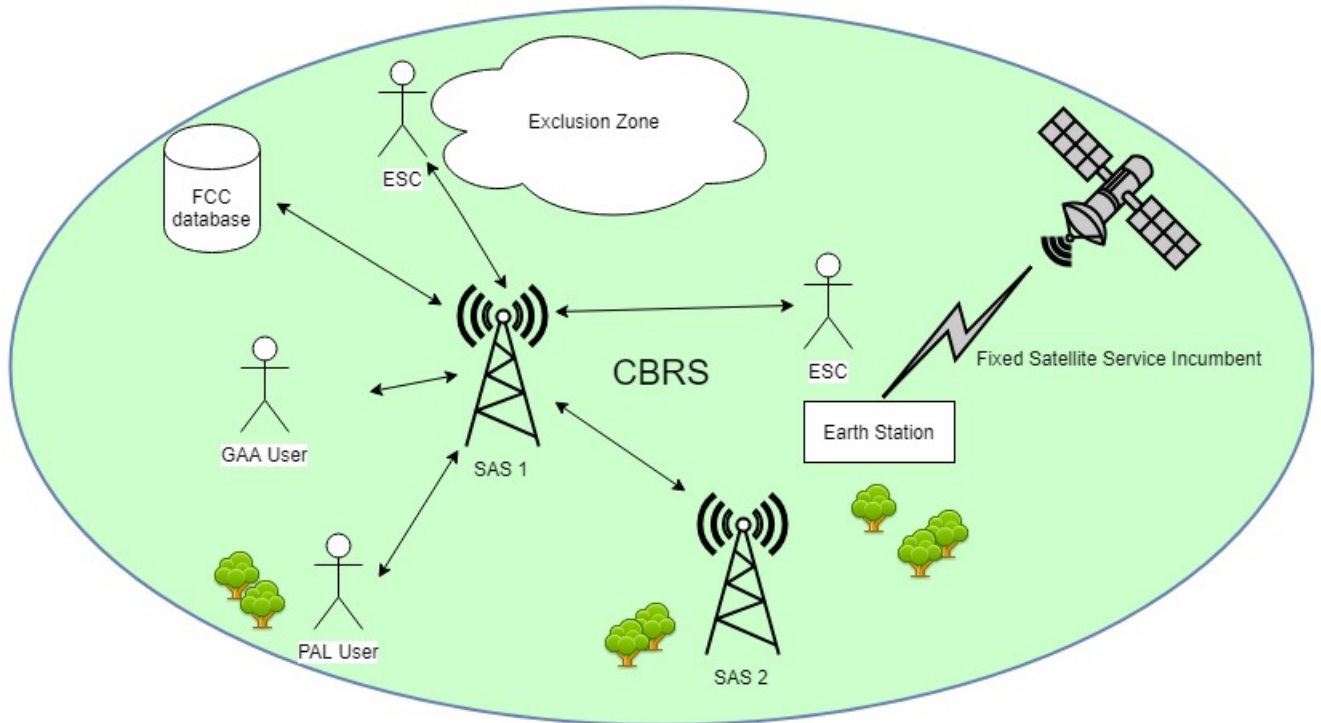 Exclusion Zone
ESC
FCC
database
CBRS
ESC
Fixed Satellite Service Incumbent
Earth Station
GAA User
SAS 1
PAL User
SAS 2